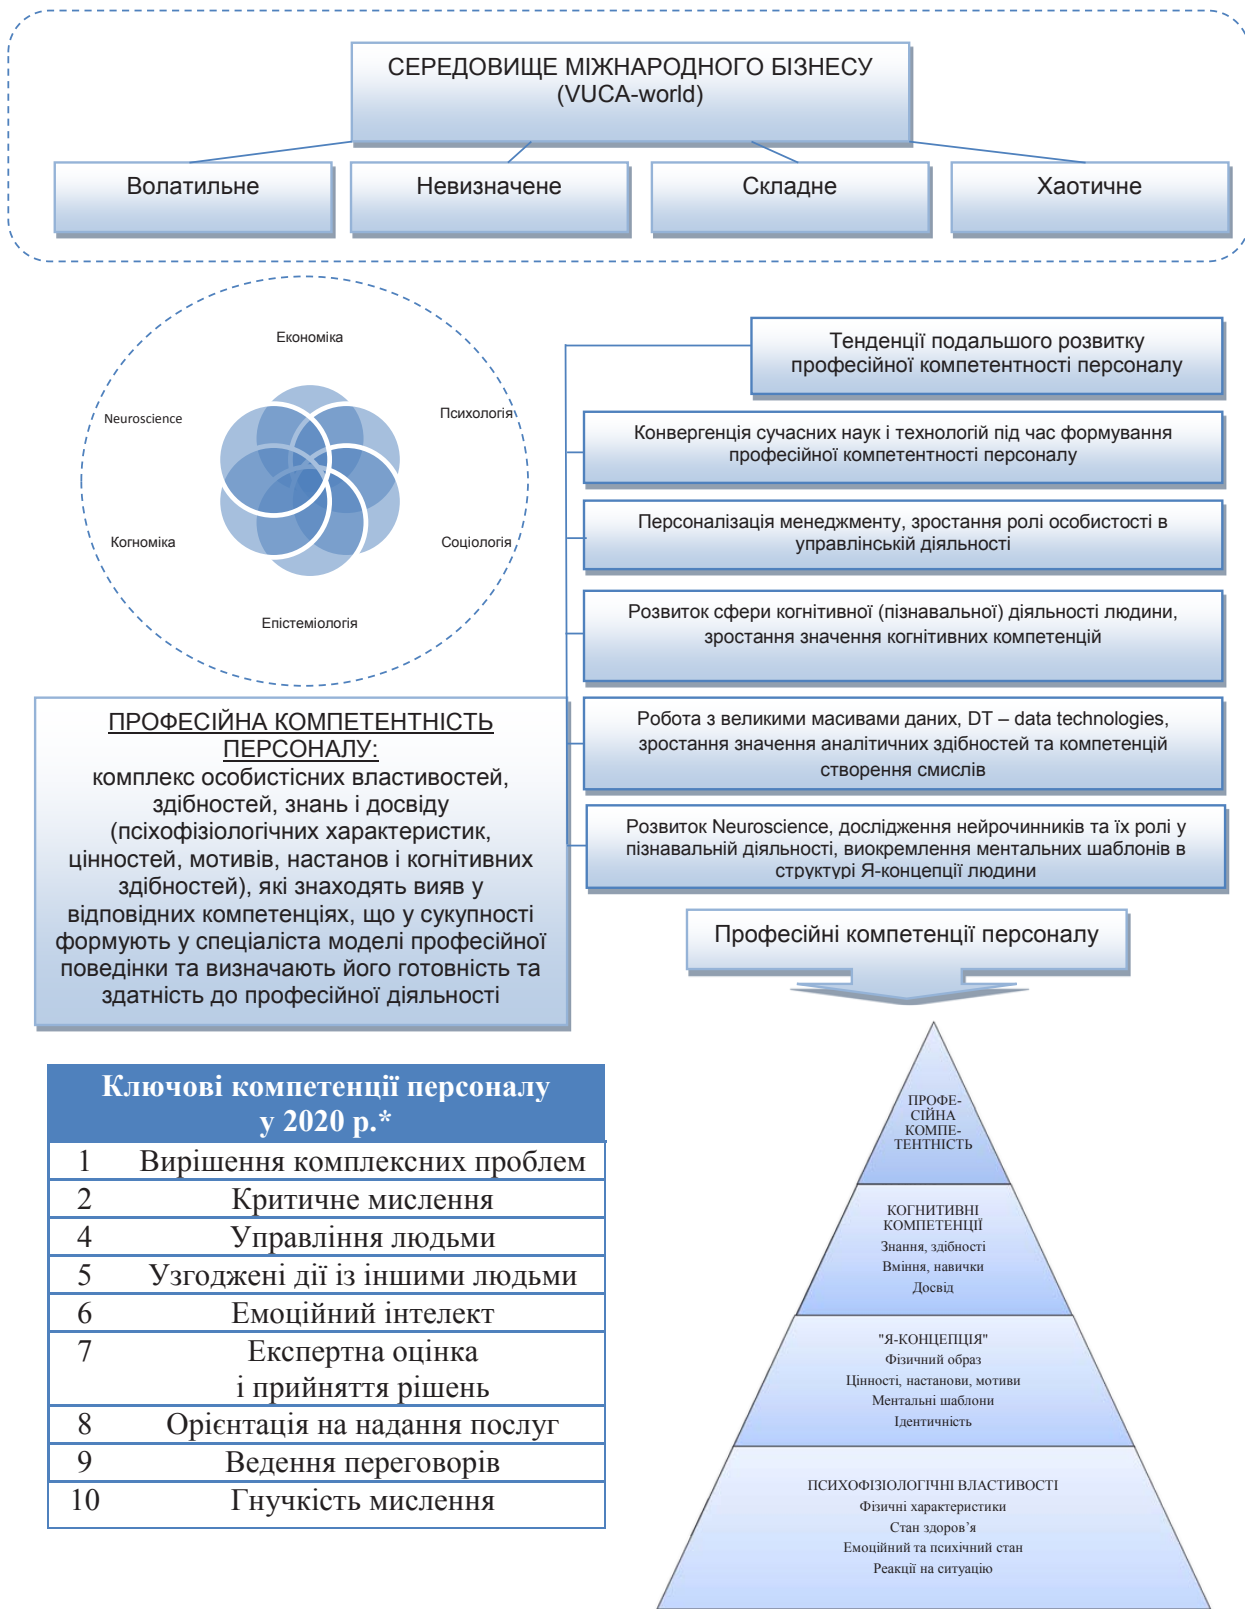 СЕРЕДОВИЩЕ МІЖНАРОДНОГО БІЗНЕСУ
(VUCA-world)
Волатильне
Невизначене
Складне
Хаотичне
Економіка
Neuroscience
Психологія
Когноміка
Соціологія
Епістеміологія
Тенденції подальшого розвитку
професійної компетентності персоналу
Конвергенція сучасних наук і технологій під час формування
професійної компетентності персоналу
Персоналізація менеджменту, зростання ролі особистості в
управлінській діяльності
Розвиток сфери когнітивної (пізнавальної) діяльності людини,
зростання значення когнітивних компетенцій
Робота з великими масивами даних, DT – data technologies,
зростання значення аналітичних здібностей та компетенцій
створення смислів
Розвиток Neuroscience, дослідження нейрочинників та їх ролі у
пізнавальній діяльності, виокремлення ментальних шаблонів в
структурі Я-концепції людини
ПРОФЕСІЙНА КОМПЕТЕНТНІСТЬ
ПЕРСОНАЛУ:
комплекс особистісних властивостей,
здібностей, знань і досвіду
(псіхофізіологічних характеристик,
цінностей, мотивів, настанов і когнітивних
здібностей), які знаходять вияв у
відповідних компетенціях, що у сукупності
формують у спеціаліста моделі професійної
поведінки та визначають його готовність та
здатність до професійної діяльності
Професійні компетенції персоналу
Ключові компетенції персоналу
у 2020 р.*
1 Вирішення комплексних проблем
2 Критичне мислення
4 Управління людьми
5 Узгоджені дії із іншими людьми
6 Емоційний інтелект
7 Експертна оцінка
і прийняття рішень
8 Орієнтація на надання послуг
9 Ведення переговорів
10 Гнучкість мислення
ПРОФЕ-
СІЙНА
КОМПЕ-
ТЕНТНІСТЬ
КОГНИТИВНІ
КОМПЕТЕНЦІЇ
Знання, здібності
Вміння, навички
Досвід
"Я-КОНЦЕПЦІЯ"
Фізичний образ
Цінності, настанови, мотиви
Ментальні шаблони
Ідентичність
ПСИХОФІЗІОЛОГІЧНІ ВЛАСТИВОСТІ
Фізичні характеристики
Стан здоров’я
Емоційний та психічний стан
Реакції на ситуацію